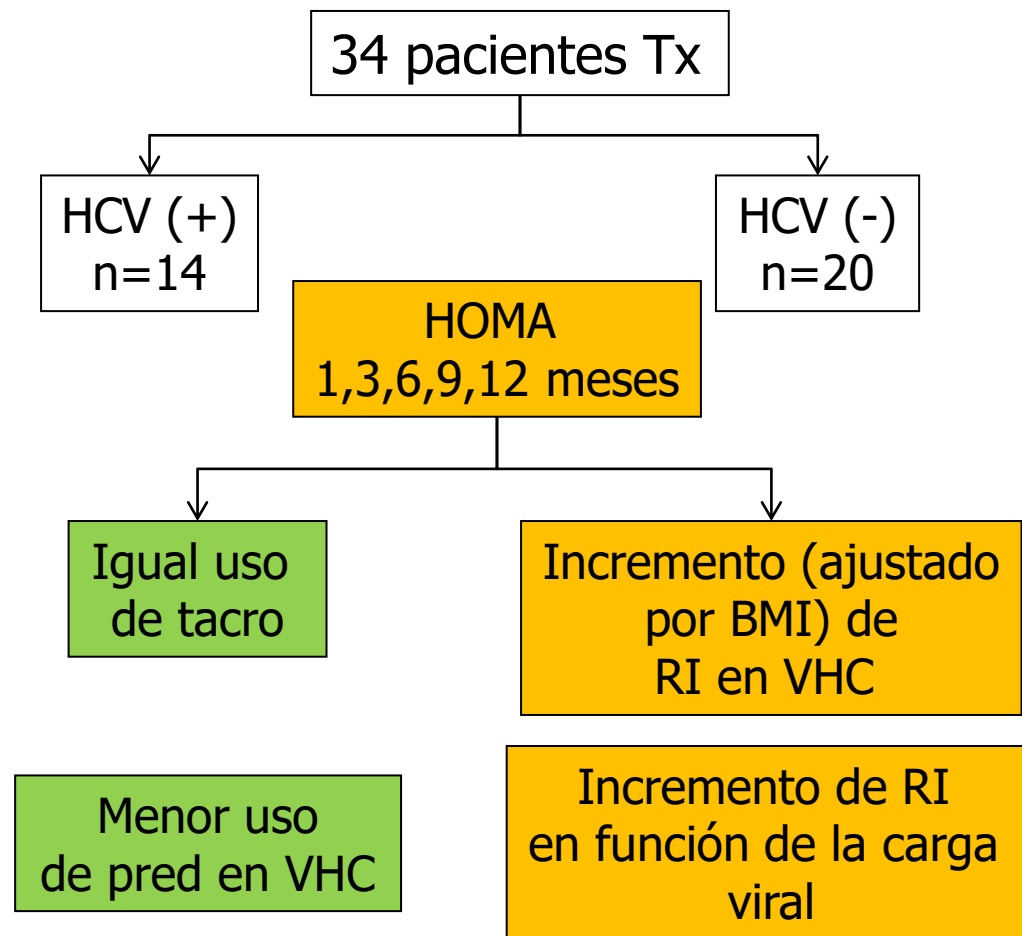 34 pacientes Tx
HCV (+)
n=14
HCV (-)
n=20
HOMA
1,3,6,9,12 meses
Igual uso
de tacro
Incremento (ajustado
por BMI) de
RI en VHC
Menor uso
de pred en VHC
Incremento de RI
en función de la carga
viral